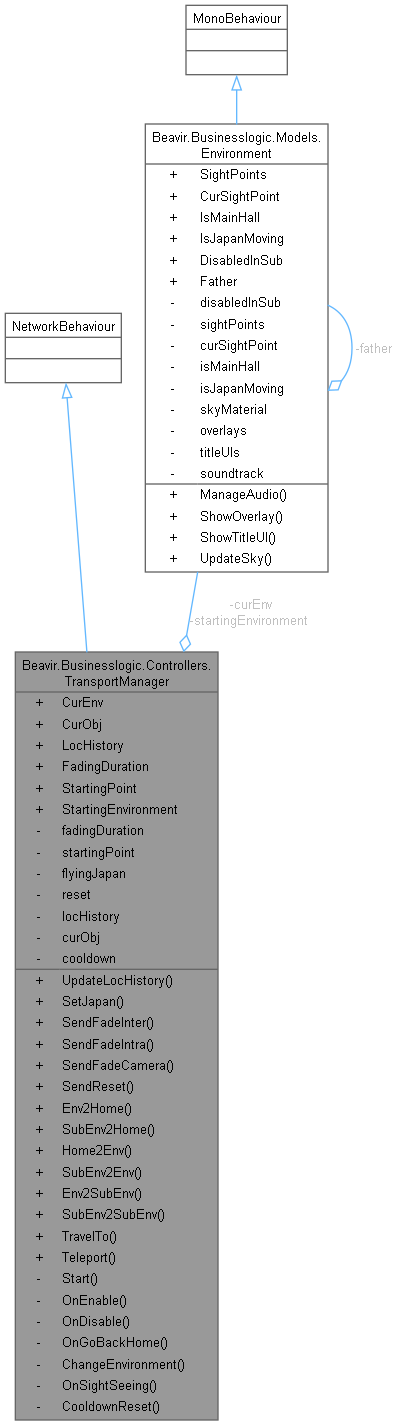 MonoBehaviour
Beavir.Businesslogic.Models.
Environment
+ SightPoints
+ CurSightPoint
+ IsMainHall
+ IsJapanMoving
+ DisabledInSub
+ Father
- disabledInSub
- sightPoints
- curSightPoint
- isMainHall
- isJapanMoving
- skyMaterial
- overlays
- titleUIs
- soundtrack
+ ManageAudio()
+ ShowOverlay()
+ ShowTitleUI()
+ UpdateSky()
-father
NetworkBehaviour
-curEnv
-startingEnvironment
Beavir.Businesslogic.Controllers.
TransportManager
+ CurEnv
+ CurObj
+ LocHistory
+ FadingDuration
+ StartingPoint
+ StartingEnvironment
- fadingDuration
- startingPoint
- flyingJapan
- reset
- locHistory
- curObj
- cooldown
+ UpdateLocHistory()
+ SetJapan()
+ SendFadeInter()
+ SendFadeIntra()
+ SendFadeCamera()
+ SendReset()
+ Env2Home()
+ SubEnv2Home()
+ Home2Env()
+ SubEnv2Env()
+ Env2SubEnv()
+ SubEnv2SubEnv()
+ TravelTo()
+ Teleport()
- Start()
- OnEnable()
- OnDisable()
- OnGoBackHome()
- ChangeEnvironment()
- OnSightSeeing()
- CooldownReset()